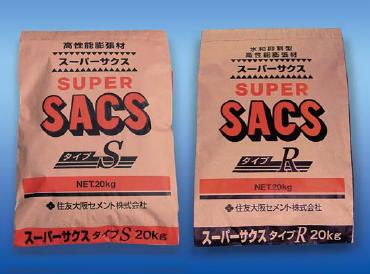 高性能膨張材
スーパーサクス
SUPER
SACS
タイプ S
NET.20kg
住友大阪セメント株式会社
スーパーサクス タイプS 20kg
水和抑制型
高性能膨張材
スーパーサクス
SUPER
SACS
タイプ R
NET.20kg
住友大阪セメント株式会社
スーパーサクス タイプR 20kg